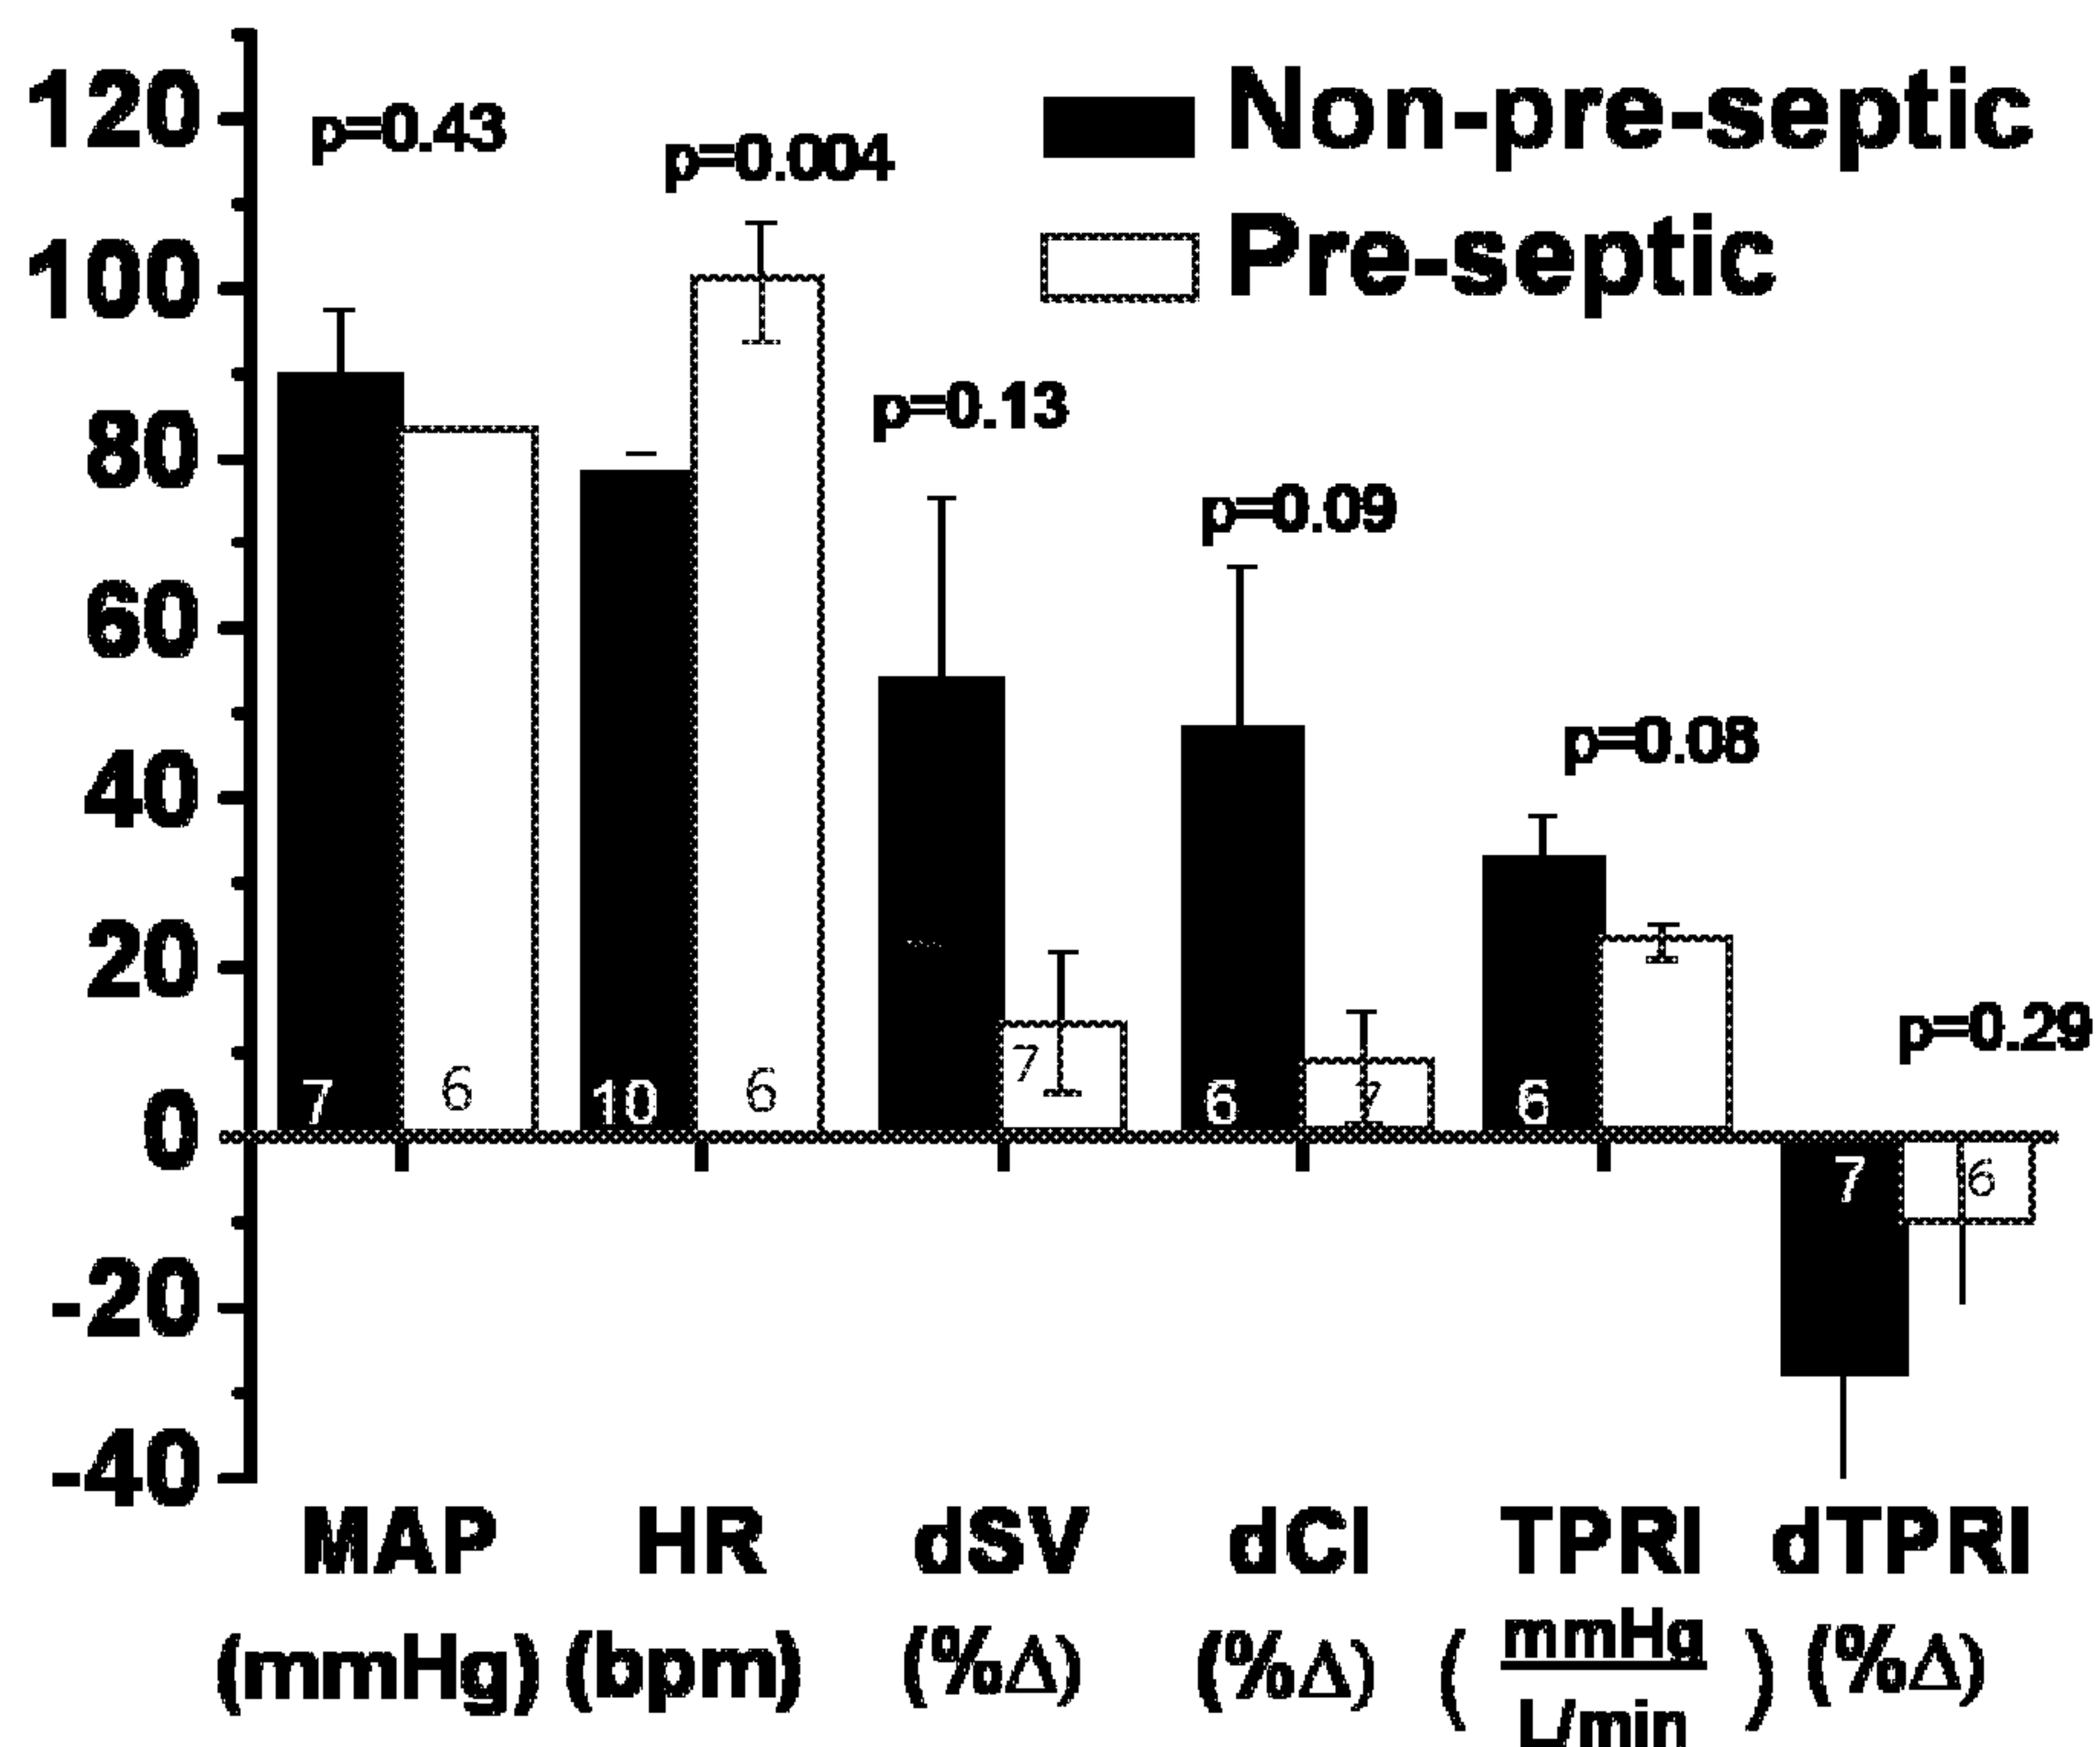 120
100
80
60
40
20
0
-20
-40
Non-pre-septic
Pre-septic
p=0.43
p=0.004
p=0.13
p=0.09
p=0.08
p=0.29
7 6 10 6 7 6 7 6
7 6
MAP HR dSV dCI TPRI dTPRI
(mmHg) (bpm) (%Δ) (%Δ) ( mmHg ) (%Δ)
L/min